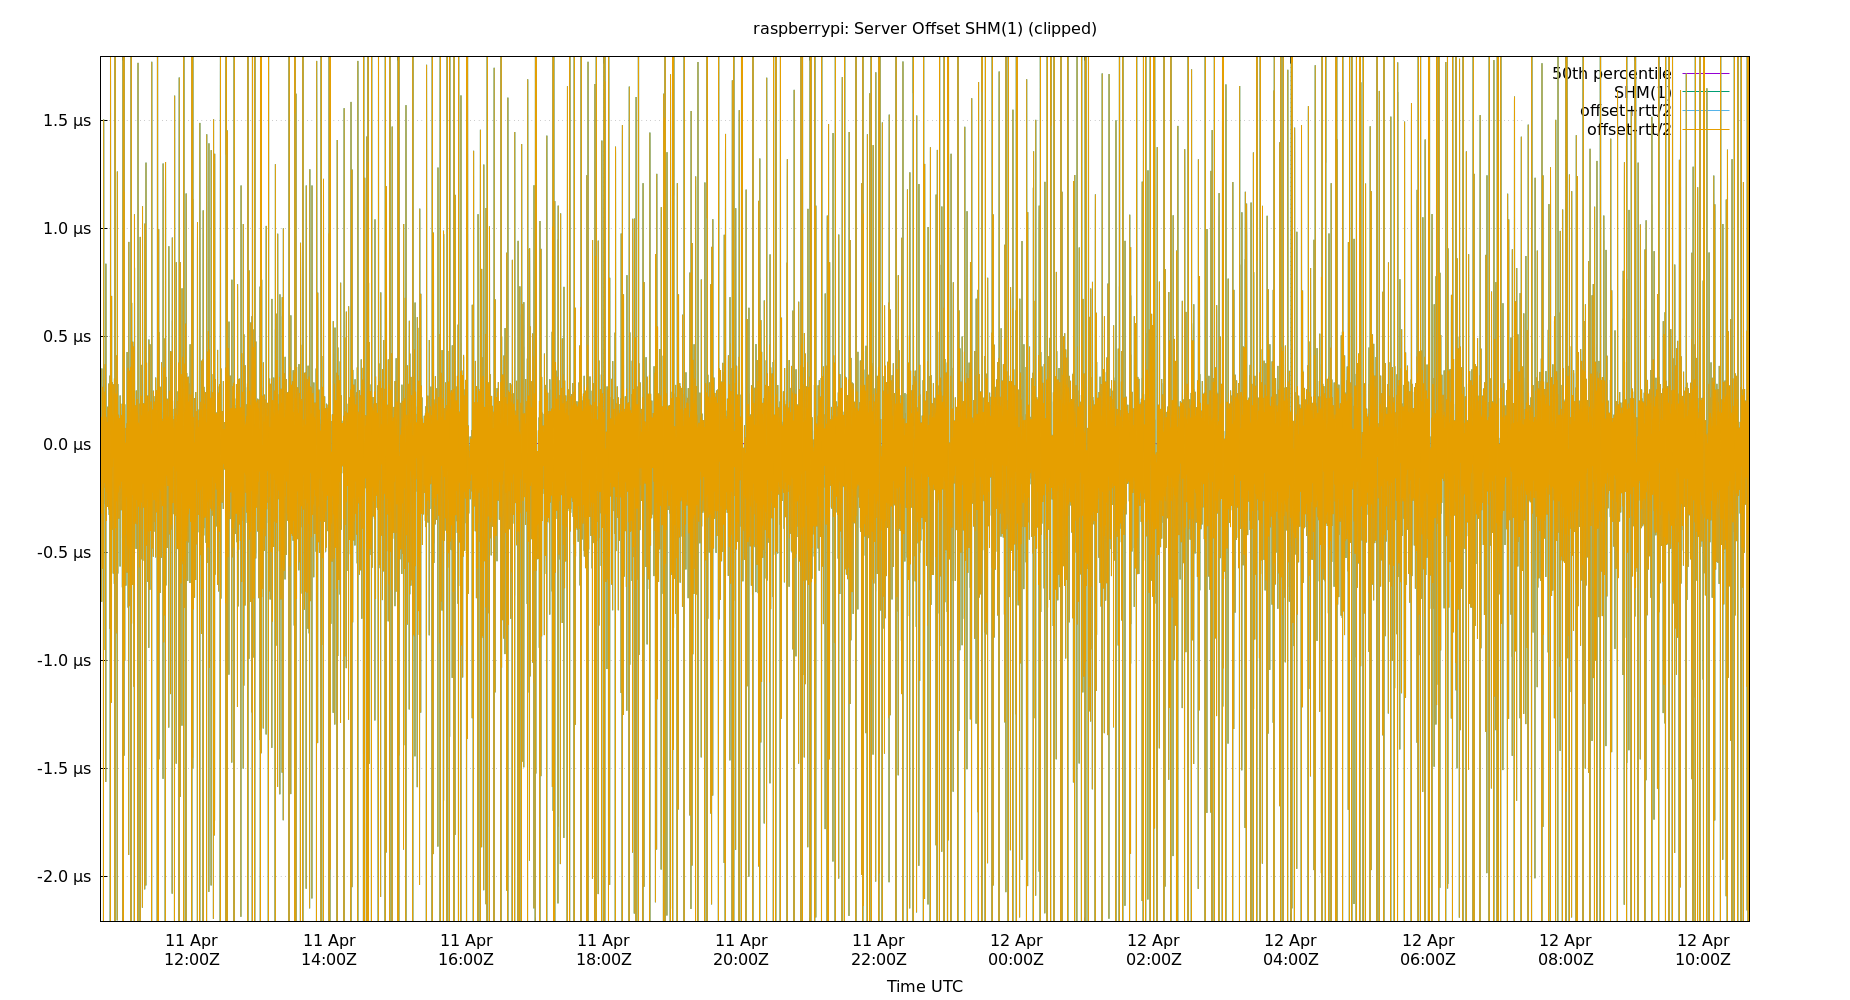 raspberrypi: Server Offset SHM(1) (clipped)
50th percentile
SHM(1)
offset+rtt/2
offset-rtt/2
1.5 µs
1.0 µs
0.5 µs
0.0 µs
-0.5 µs
-1.0 µs
-1.5 µs
-2.0 µs
11 Apr 11 Apr 11 Apr 11 Apr 11 Apr 11 Apr 12 Apr 12 Apr 12 Apr 12 Apr 12 Apr 12 Apr
12:00Z 14:00Z 16:00Z 18:00Z 20:00Z 22:00Z 00:00Z 02:00Z 04:00Z 06:00Z 08:00Z 10:00Z
Time UTC